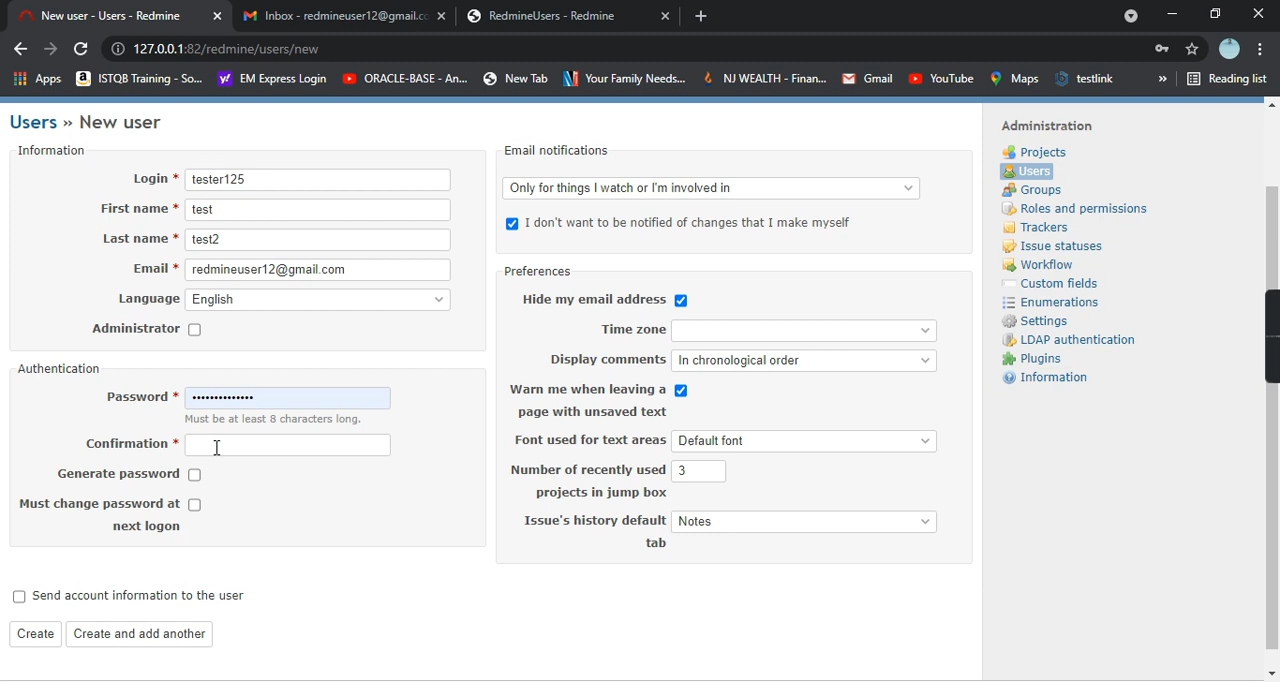 New user - Users - Redmine
Inbox - redmineuser12@gmail.co
RedmineUsers - Redmine
127.0.0.1:82/redmine/users/new
Apps
ISTQB Training - So...
EM Express Login
ORACLE-BASE - An...
New Tab
Your Family Needs...
NJ WEALTH - Finan...
Gmail
YouTube
Maps
testlink
»
Reading list
Users » New user
Information
Login * tester125
First name * test
Last name * test2
Email * redmineuser12@gmail.com
Language English
Administrator
Authentication
Password * ••••••••••••••
Must be at least 8 characters long.
Confirmation *
Generate password
Must change password at
next logon
Send account information to the user
Create
Create and add another
Email notifications
Only for things I watch or I'm involved in
I don't want to be notified of changes that I make myself
Preferences
Hide my email address
Time zone
Display comments In chronological order
Warn me when leaving a
page with unsaved text
Font used for text areas Default font
Number of recently used 3
projects in jump box
Issue's history default Notes
tab
Administration
Projects
Users
Groups
Roles and permissions
Trackers
Issue statuses
Workflow
Custom fields
Enumerations
Settings
LDAP authentication
Plugins
Information